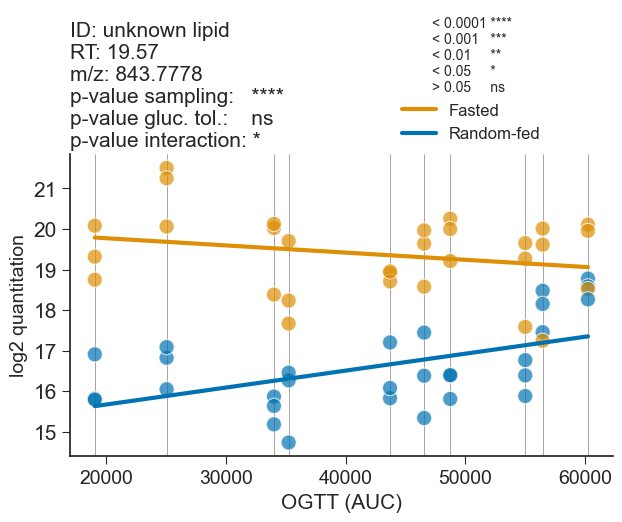 ID: unknown lipid
RT: 19.57
m/z: 843.7778
p-value sampling: ****
p-value gluc. tol.: ns
p-value interaction: *
< 0.0001 ****
< 0.001 ***
< 0.01 **
< 0.05 *
> 0.05 ns
Fasted
Random-fed
log2 quantitation
21
20
19
18
17
16
15
20000 30000 40000 50000 60000
OGTT (AUC)